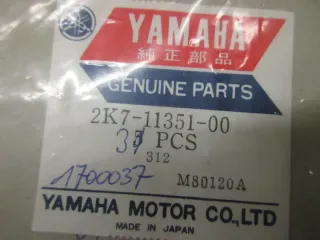 YAMAHA
純正部品
GENUINE PARTS
2K7-11351-00
PCS
312
1700037 M80120A
YAMAHA MOTOR CO.,LTD
MADE IN JAPAN